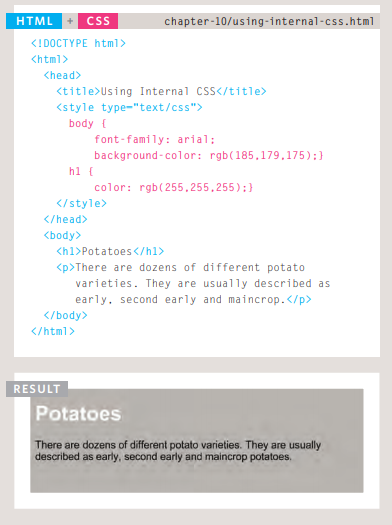 HTML + CSS chapter-10/using-internal-css.html
<!DOCTYPE html>
<html>
<head>
<title>Using Internal CSS</title>
<style type="text/css">
body {
font-family: arial;
background-color: rgb(185,179,175);}
h1 {
color: rgb(255,255,255);}
</style>
</head>
<body>
<h1>Potatoes</h1>
<p>There are dozens of different potato
varieties. They are usually described as
early, second early and maincrop.</p>
</body>
</html>
RESULT
Potatoes
There are dozens of different potato varieties. They are usually
described as early, second early and maincrop potatoes.